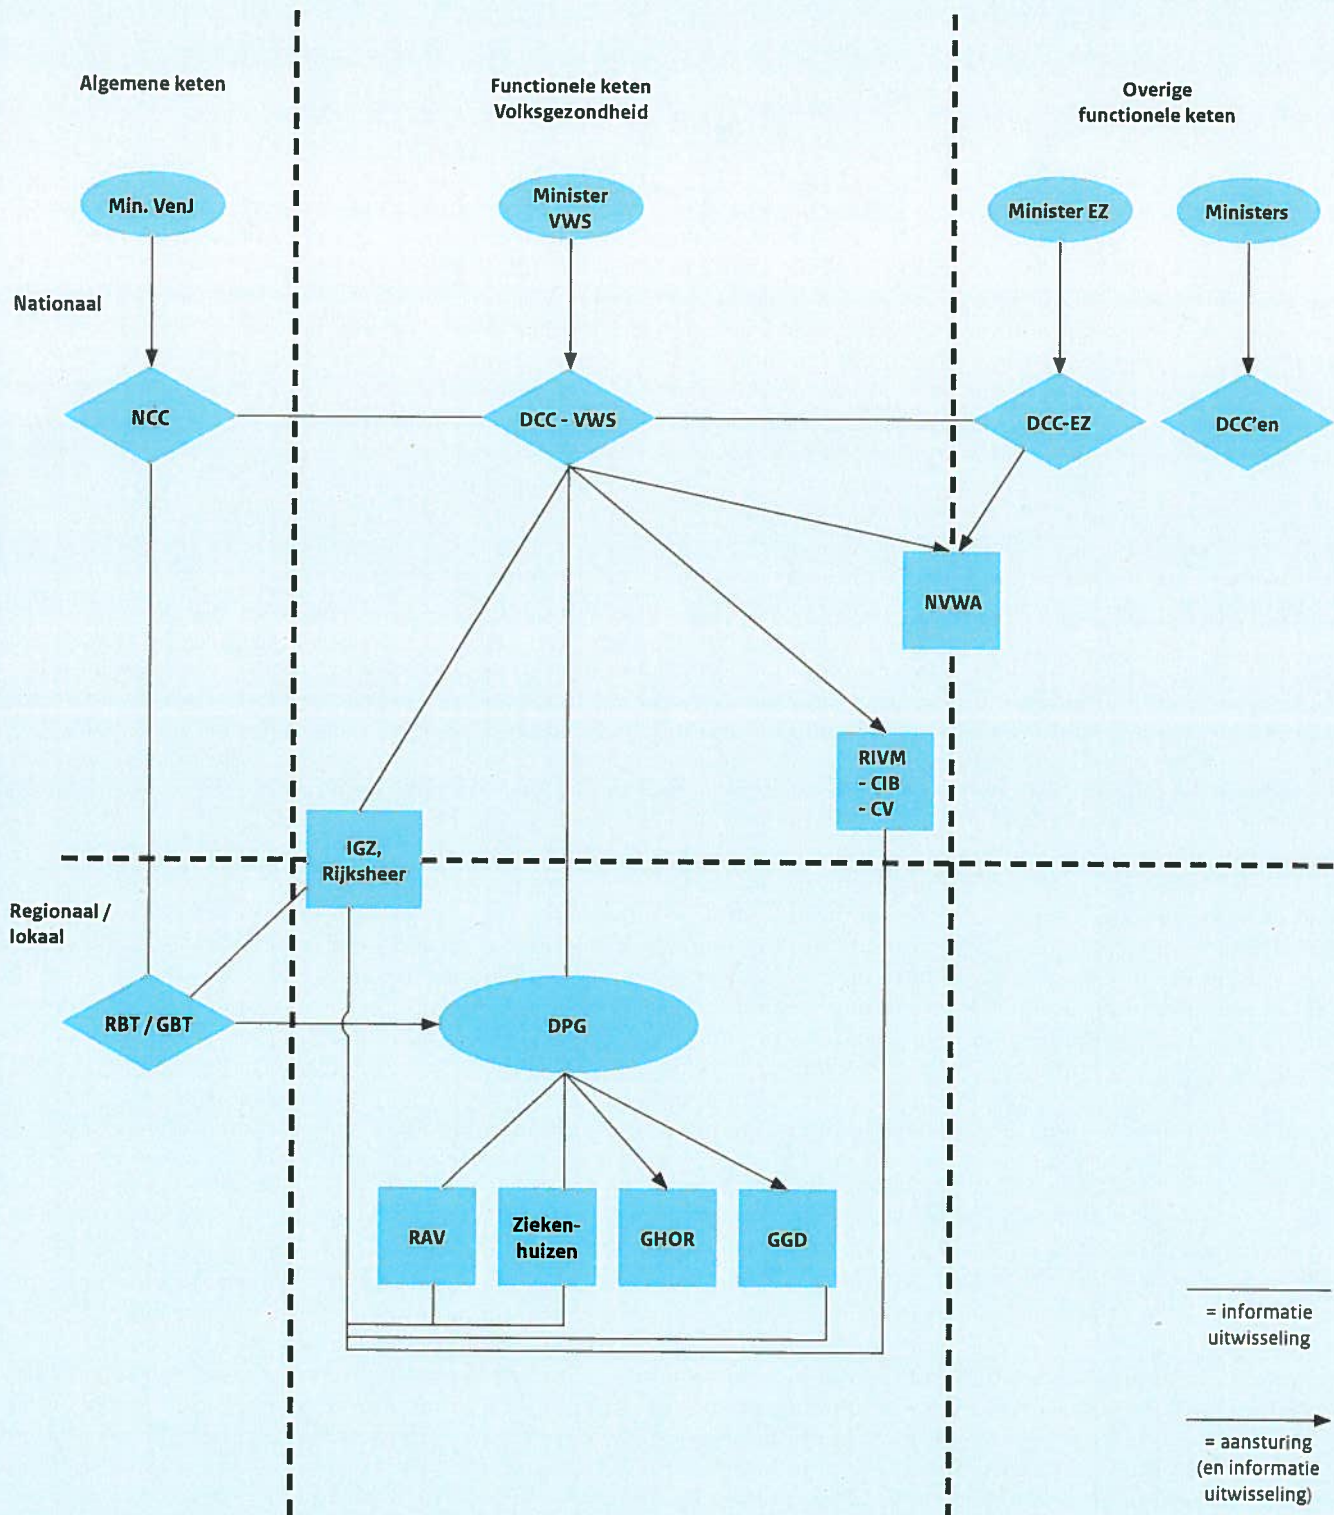 Algemene keten
Functionele keten
Volksgezondheid
Overige
functionele keten
Min. VenJ
Minister
VWS
Minister EZ
Ministers
Nationaal
NCC
DCC - VWS
DCC-EZ
DCC'en
NVWA
RIVM
- CIB
- CV
IGZ,
Rijksheer
Regionaal /
lokaal
RBT / GBT
DPG
RAV
Zieken-
huizen
GHOR
GGD
= informatie
uitwisseling
= aansturing
(en informatie
uitwisseling)